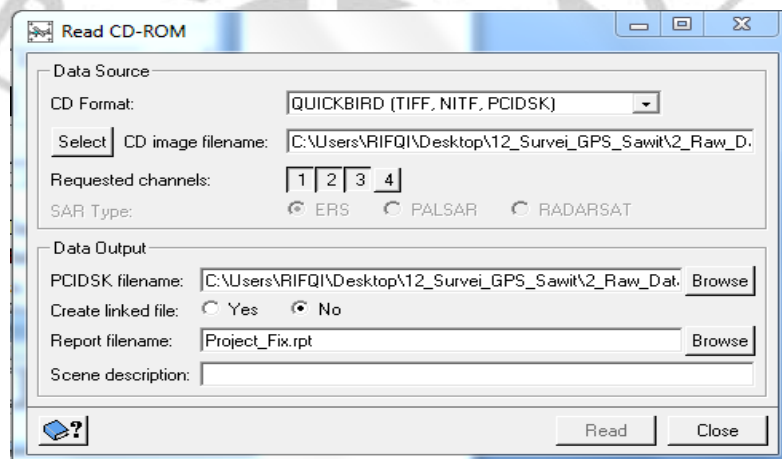 Read CD-ROM
Data Source
CD Format: QUICKBIRD (TIFF, NITF, PCIDSK)
Select CD image filename: C:\Users\RIFQI\Desktop\12_Survei_GPS_Sawit\2_Raw_D
Requested channels: 1 2 3 4
SAR Type: ERS PALSAR RADARSAT
Data Output
PCIDSK filename: C:\Users\RIFQI\Desktop\12_Survei_GPS_Sawit\2_Raw_Dat Browse
Create linked file: Yes No
Report filename: Project_Fix.rpt Browse
Scene description:
? Read Close